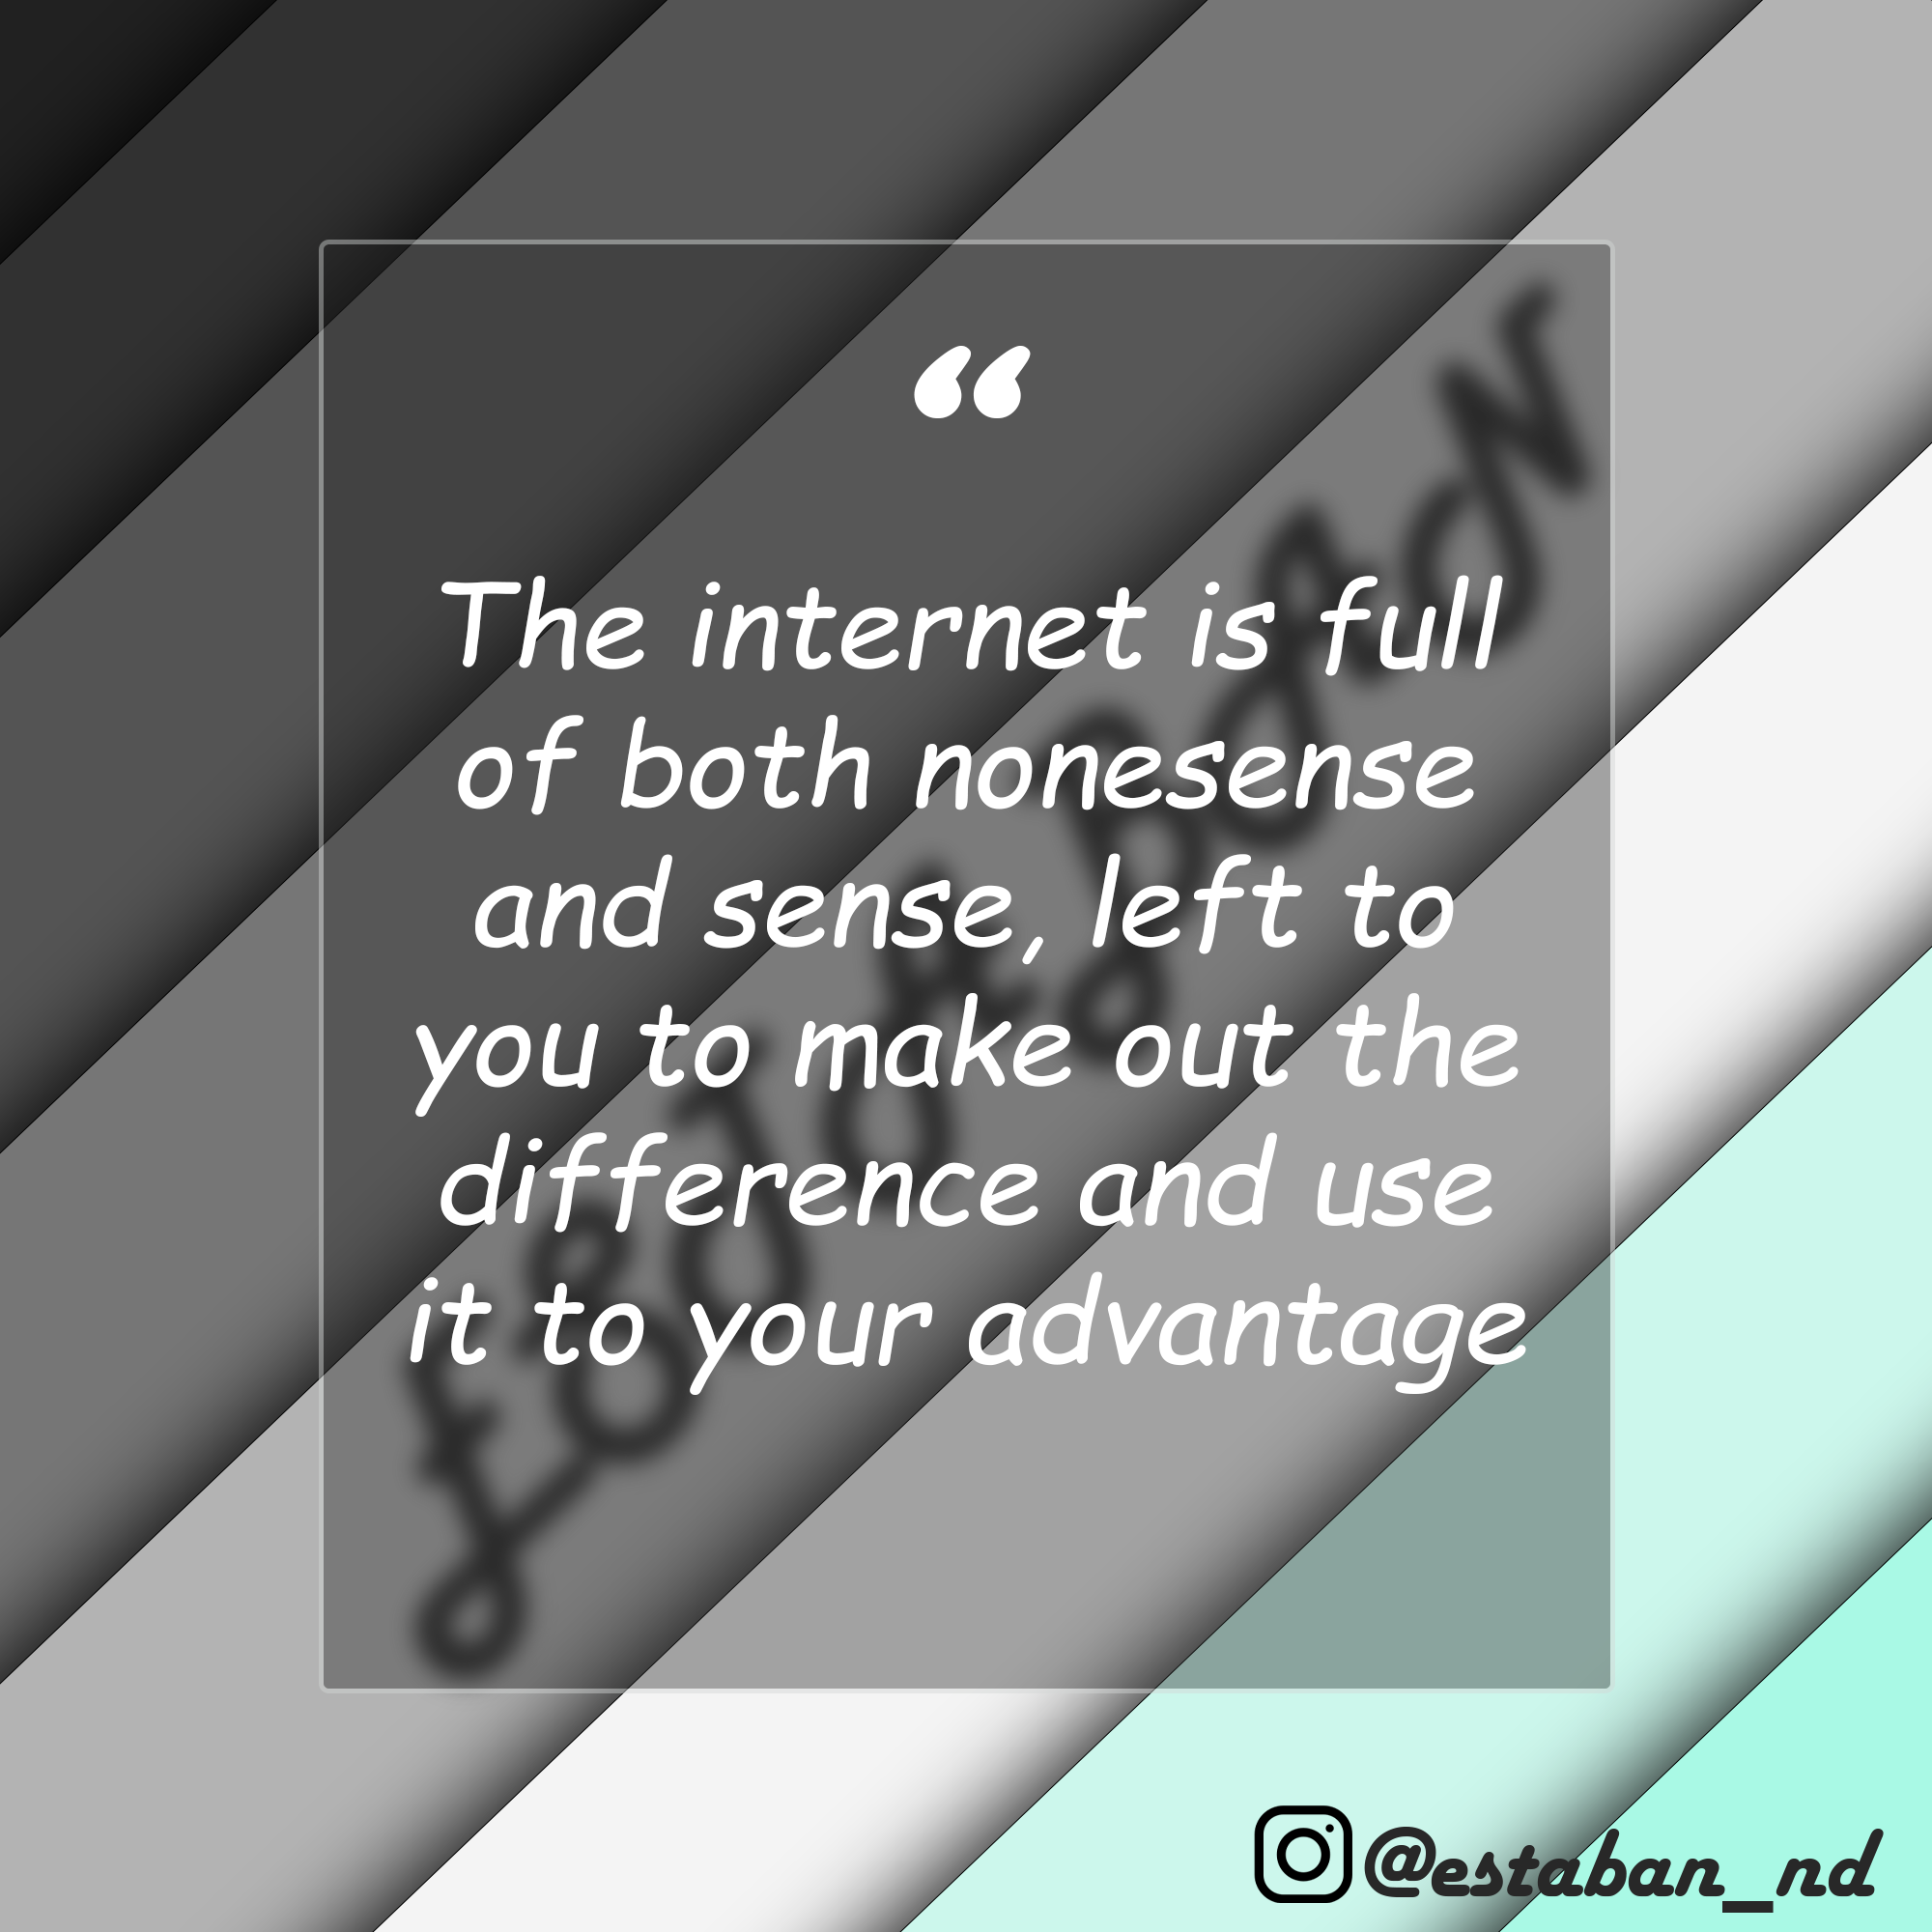 “
The internet is full
of both nonesense
and sense, left to
you to make out the
difference and use
it to your advantage
@estaban_nd